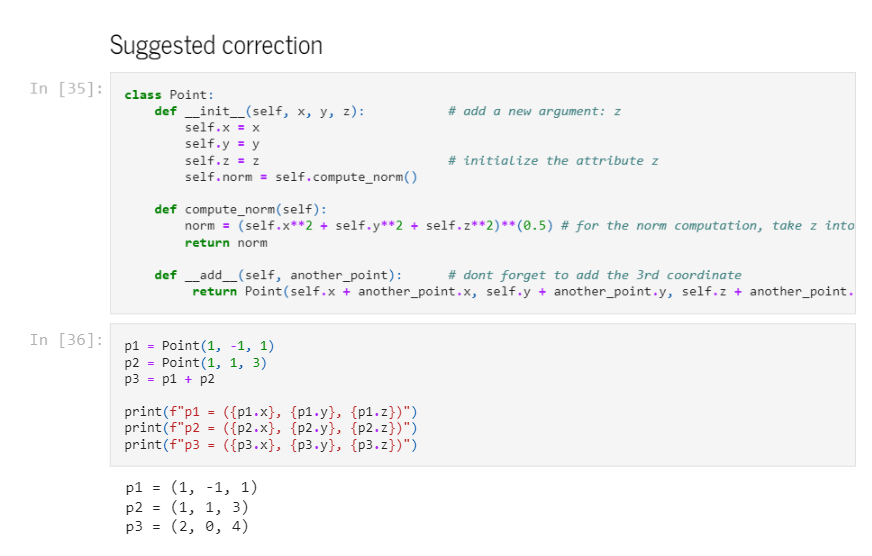 Suggested correction
In [35]:
class Point:
    def __init__(self, x, y, z):           # add a new argument: z
        self.x = x
        self.y = y
        self.z = z                         # initialize the attribute z
        self.norm = self.compute_norm()
    def compute_norm(self):
        norm = (self.x**2 + self.y**2 + self.z**2)**(0.5) # for the norm computation, take z into
        return norm
    def __add__(self, another_point):      # dont forget to add the 3rd coordinate
         return Point(self.x + another_point.x, self.y + another_point.y, self.z + another_point.
In [36]:
p1 = Point(1, -1, 1)
p2 = Point(1, 1, 3)
p3 = p1 + p2
print(f"p1 = ({p1.x}, {p1.y}, {p1.z})")
print(f"p2 = ({p2.x}, {p2.y}, {p2.z})")
print(f"p3 = ({p3.x}, {p3.y}, {p3.z})")
p1 = (1, -1, 1)
p2 = (1, 1, 3)
p3 = (2, 0, 4)